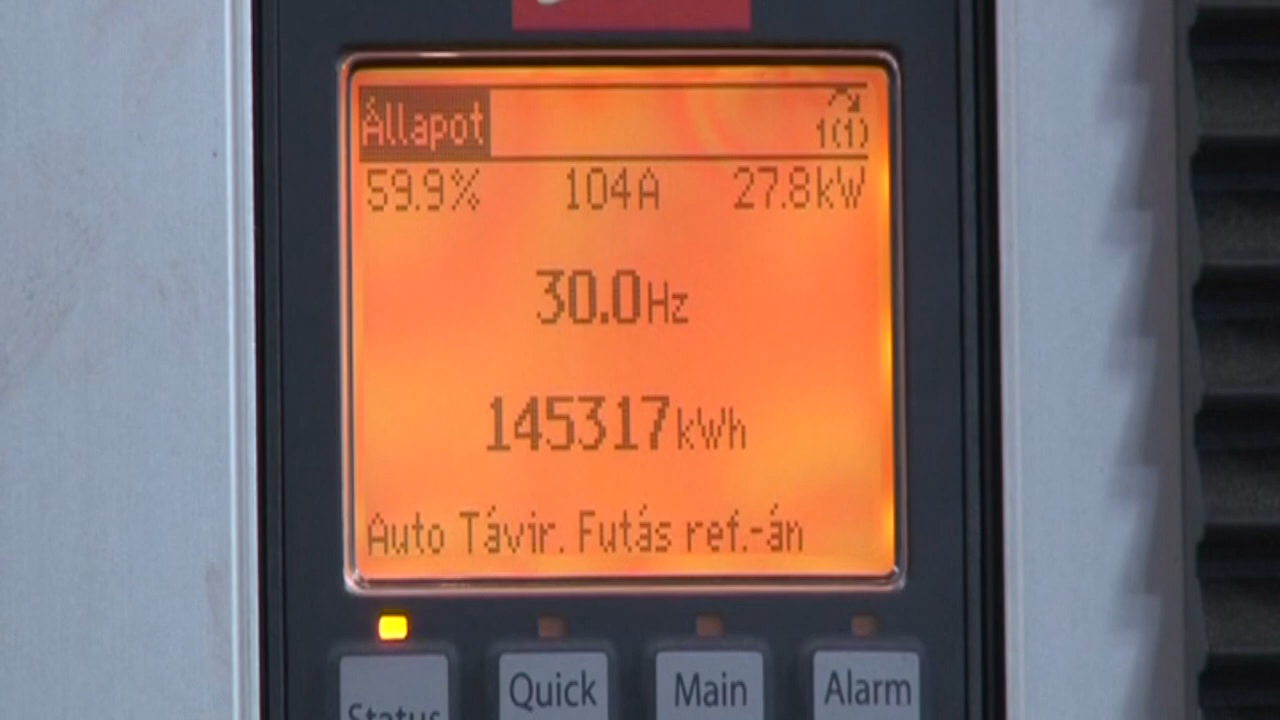 Állapot
1(1)
59.9% 104A 27.8kW
30.0Hz
145317kWh
Auto Távir. Futás ref.-án
Status Quick Main Alarm